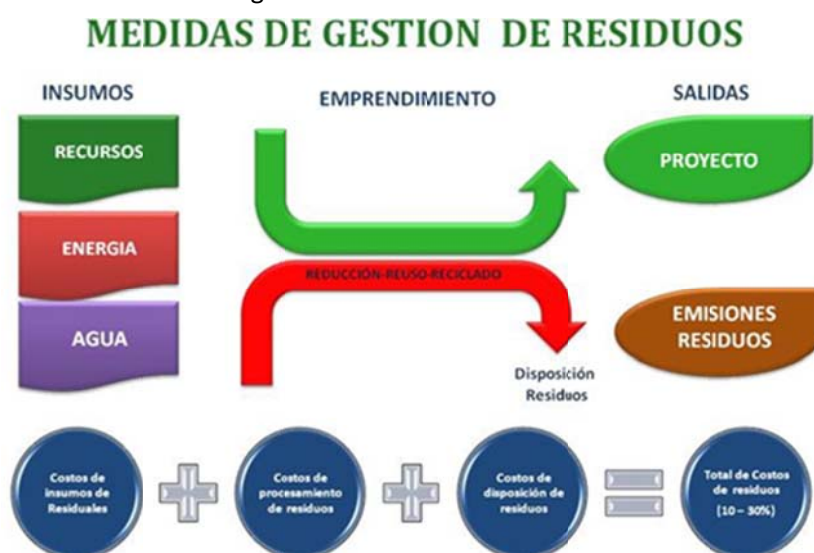 MEDIDAS DE GESTION DE RESIDUOS
INSUMOS
EMPRENDIMIENTO
SALIDAS
RECURSOS
PROYECTO
ENERGIA
REDUCCIÓN-REUSO-RECICLADO
AGUA
EMISIONES
RESIDUOS
Disposición
Residuos
Costos de
insumos de
Residuales
Costos de
procesamiento
de residuos
Costos de
disposición de
residuos
Total de Costos
de residuos
(10 – 30%)